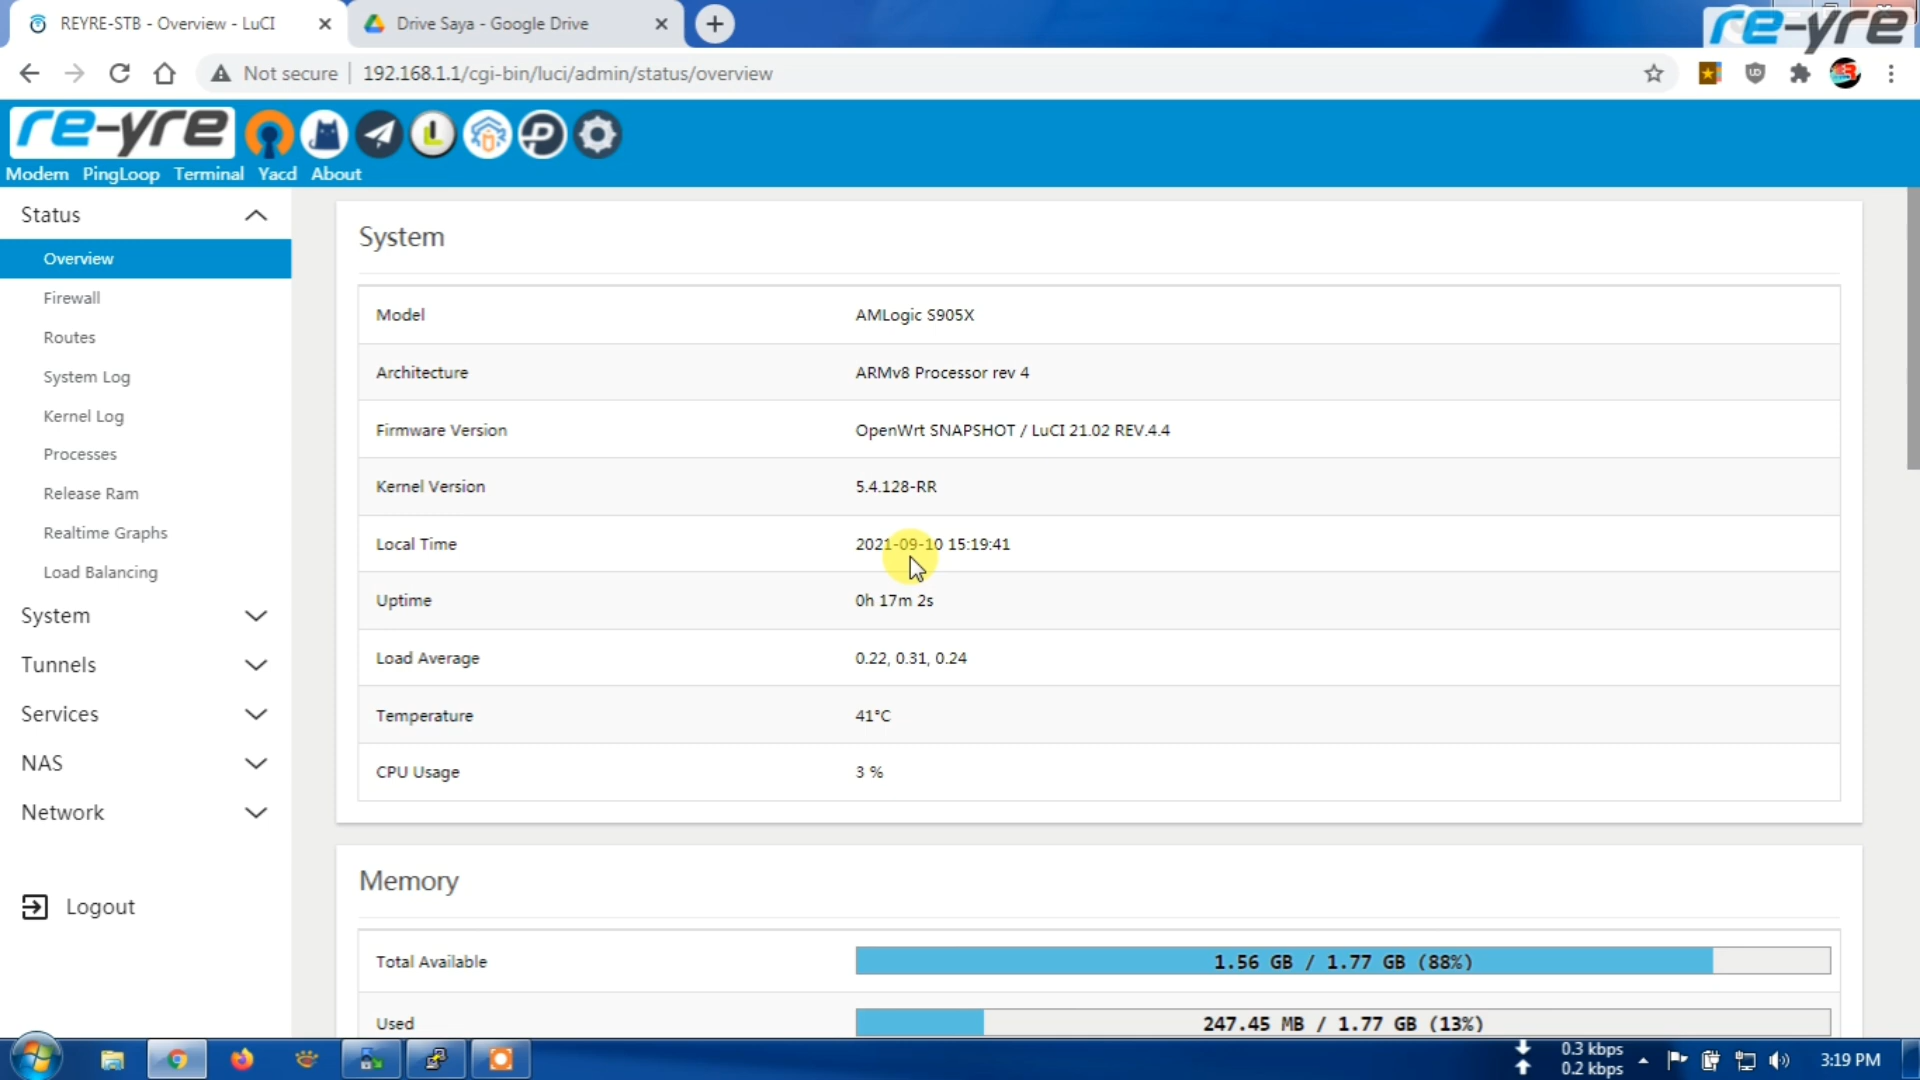 REYRE-STB - Overview - LuCI
Drive Saya - Google Drive
re-yre
Not secure
192.168.1.1/cgi-bin/luci/admin/status/overview
re-yre
Modem PingLoop Terminal Yacd About
Status
Overview
Firewall
Routes
System Log
Kernel Log
Processes
Release Ram
Realtime Graphs
Load Balancing
System
Tunnels
Services
NAS
Network
Logout
System
Model AMLogic S905X
Architecture ARMv8 Processor rev 4
Firmware Version OpenWrt SNAPSHOT / LuCI 21.02 REV.4.4
Kernel Version 5.4.128-RR
Local Time 2021-09-10 15:19:41
Uptime 0h 17m 2s
Load Average 0.22, 0.31, 0.24
Temperature 41°C
CPU Usage 3 %
Memory
Total Available 1.56 GB / 1.77 GB (88%)
Used 247.45 MB / 1.77 GB (13%)
0.3 kbps
0.2 kbps
3:19 PM